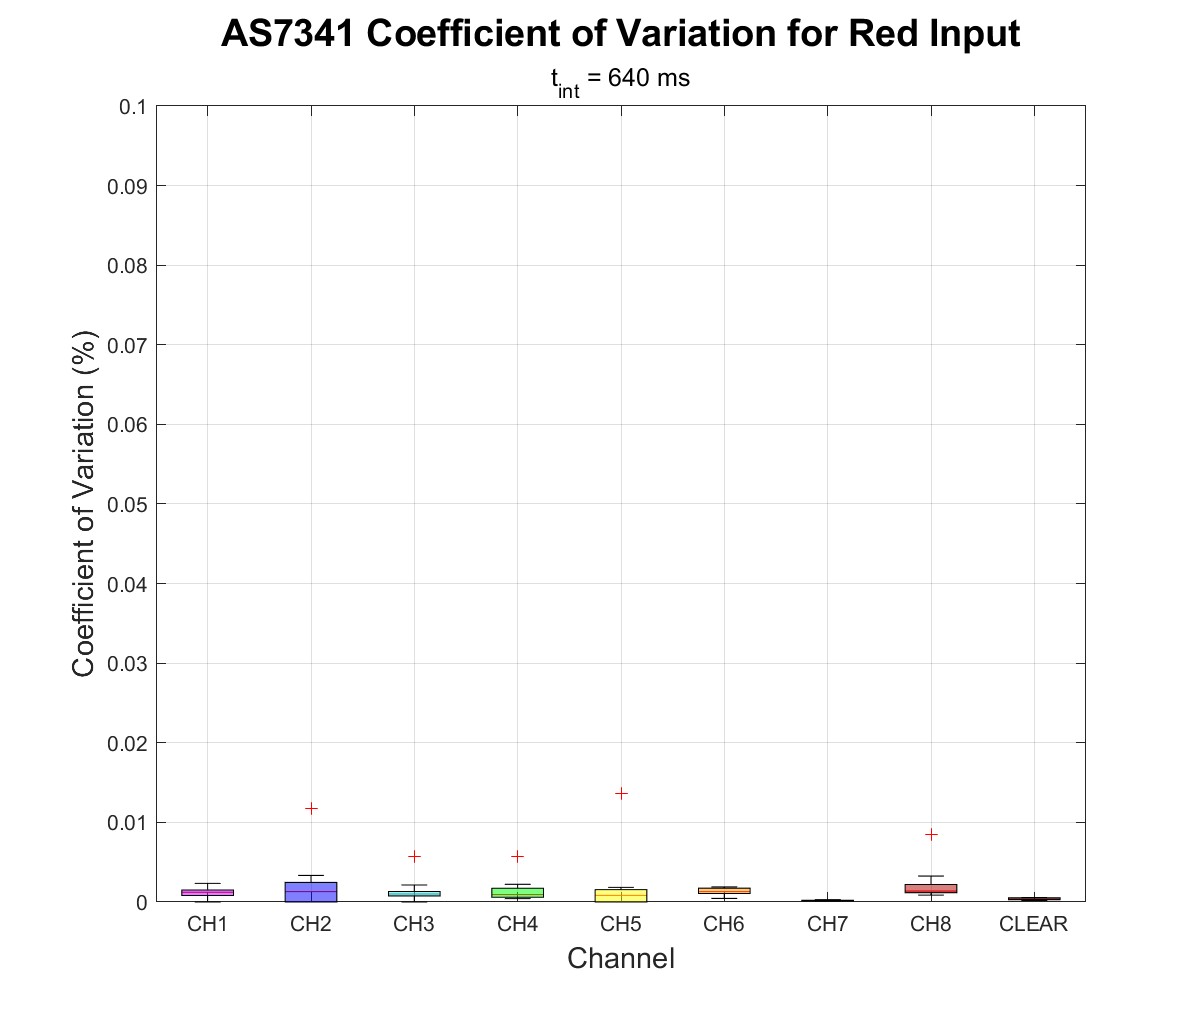 AS7341 Coefficient of Variation for Red Input
t_int = 640 ms
0.1
0.09
0.08
0.07
0.06
0.05
0.04
0.03
0.02
0.01
0
Coefficient of Variation (%)
CH1 CH2 CH3 CH4 CH5 CH6 CH7 CH8 CLEAR
Channel